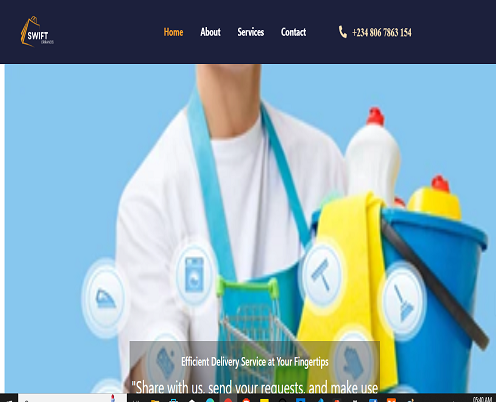 SWIFT
Home
About
Services
Contact
+234 806 7863 154
Efficient Delivery Service at Your Fingertips
"Share with us, send your requests, and make use
05:40 AM